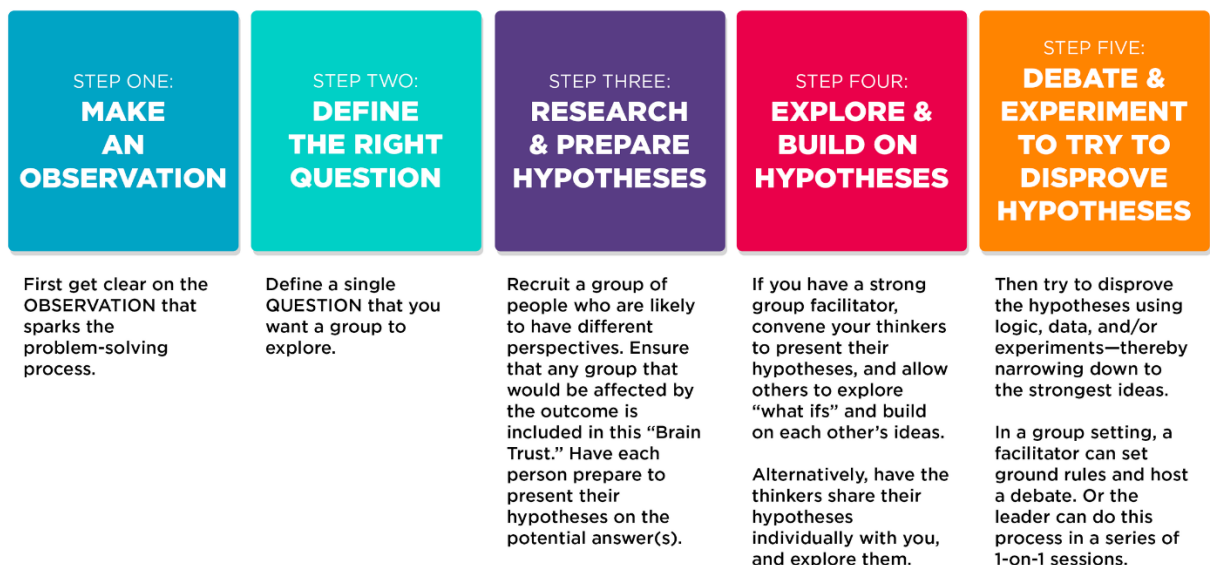 STEP ONE:
MAKE
AN
OBSERVATION
First get clear on the
OBSERVATION that
sparks the
problem-solving
process.
STEP TWO:
DEFINE
THE RIGHT
QUESTION
Define a single
QUESTION that you
want a group to
explore.
STEP THREE:
RESEARCH
& PREPARE
HYPOTHESES
Recruit a group of
people who are likely
to have different
perspectives. Ensure
that any group that
would be affected by
the outcome is
included in this “Brain
Trust.” Have each
person prepare to
present their
hypotheses on the
potential answer(s).
STEP FOUR:
EXPLORE &
BUILD ON
HYPOTHESES
If you have a strong
group facilitator,
convene your thinkers
to present their
hypotheses, and allow
others to explore
“what ifs” and build
on each other’s ideas.
Alternatively, have the
thinkers share their
hypotheses
individually with you,
and explore them.
STEP FIVE:
DEBATE &
EXPERIMENT
TO TRY TO
DISPROVE
HYPOTHESES
Then try to disprove
the hypotheses using
logic, data, and/or
experiments—thereby
narrowing down to
the strongest ideas.
In a group setting, a
facilitator can set
ground rules and host
a debate. Or the
leader can do this
process in a series of
1-on-1 sessions.